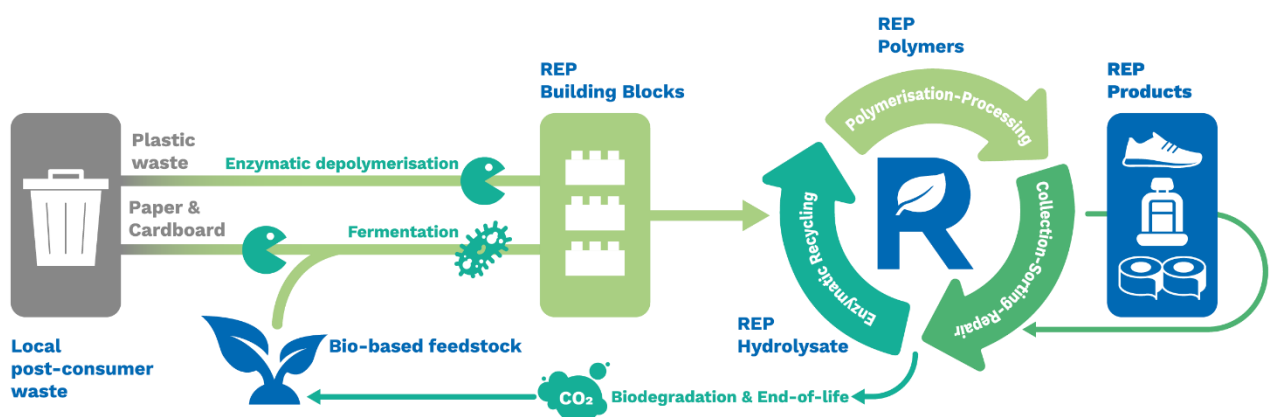 REP
Polymers
REP
Building Blocks
REP
Products
Plastic
waste
Enzymatic depolymerisation
Polymerisation-Processing
Paper &
Cardboard
Fermentation
Enzymatic Recycling
R
Collection-Sorting-Repair
REP
Hydrolysate
Local
post-consumer
waste
Bio-based feedstock
CO₂
Biodegradation & End-of-life